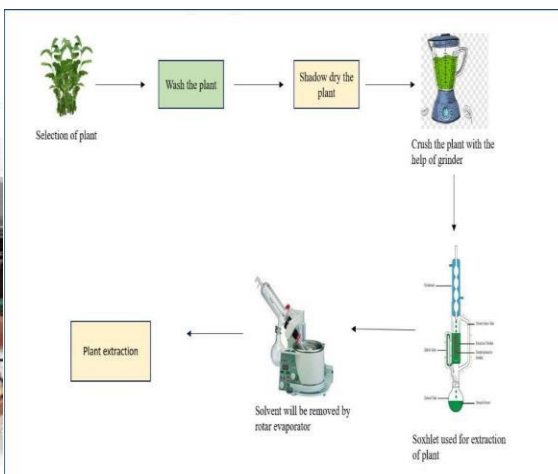 Selection of plant
Wash the plant
Shadow dry the
plant
Crush the plant with the
help of grinder
Soxhlet used for extraction
of plant
Solvent will be removed by
rotar evaporator
Plant extraction